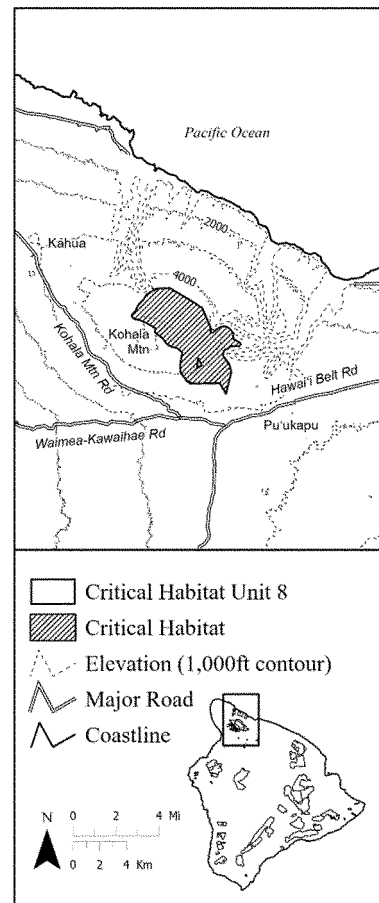 Pacific Ocean
2000
Kāhua
4000
Kohala
Mtn
Kohala Mtn Rd
Hawai'i Belt Rd
Pu'ukapu
Waimea-Kawaihae Rd
Critical Habitat Unit 8
Critical Habitat
Elevation (1,000ft contour)
Major Road
Coastline
N
0 2 4 Mi
0 2 4 Km